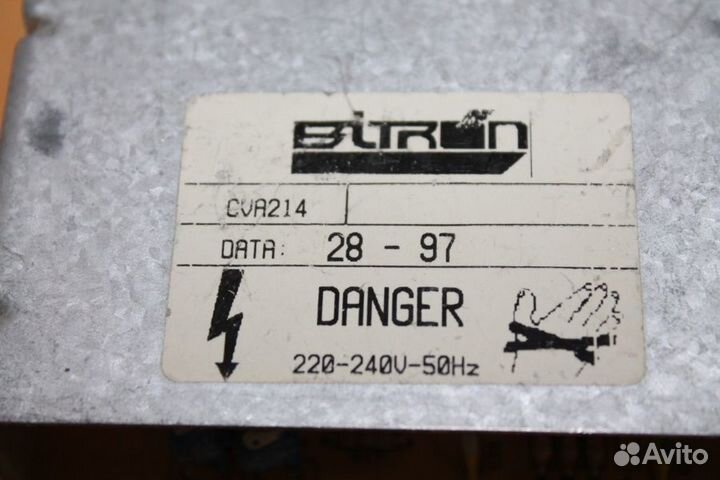 BITRON
CVA214
DATA: 28 - 97
DANGER
220-240V-50Hz
Avito